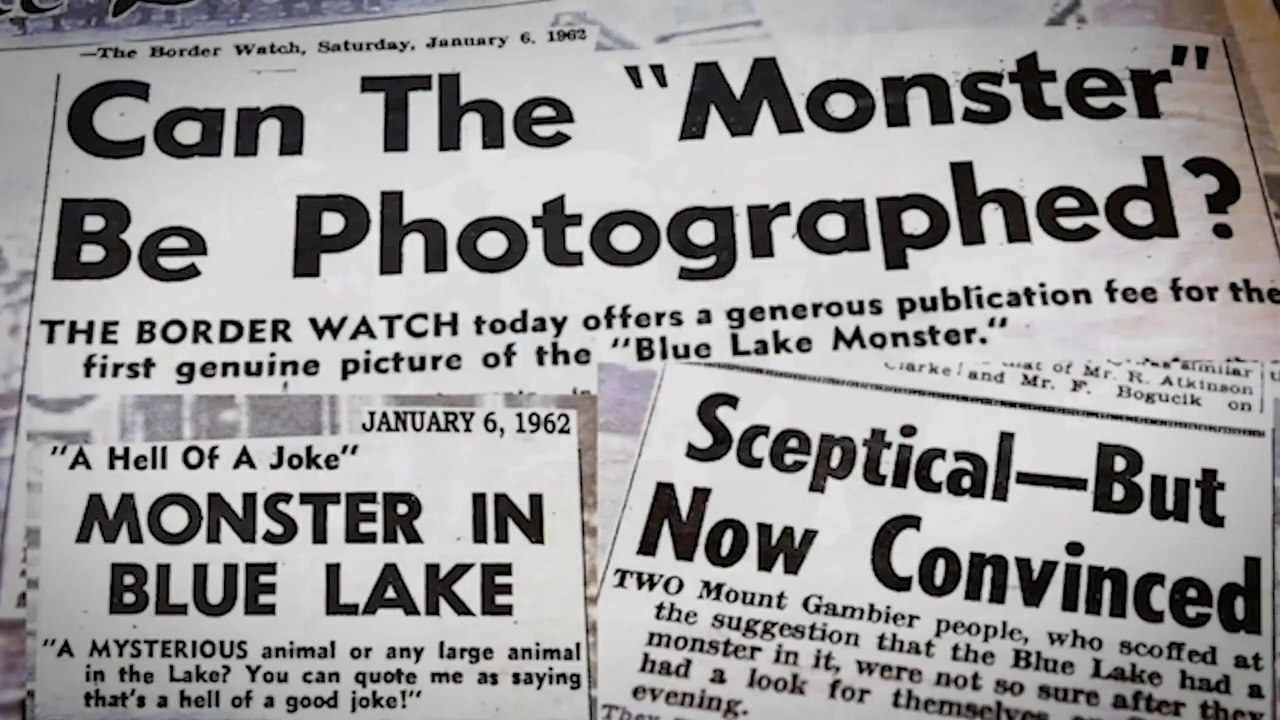 —The Border Watch, Saturday, January 6, 1962
Can The "Monster"
Be Photographed?
THE BORDER WATCH today offers a generous publication fee for the
first genuine picture of the "Blue Lake Monster."
JANUARY 6, 1962
"A Hell Of A Joke"
MONSTER IN
BLUE LAKE
"A MYSTERIOUS animal or any large animal
in the Lake? You can quote me as saying
that's a hell of a good joke!"
similar
of Mr. R. Atkinson
Clarke and Mr. F. Bogucik on
Sceptical—But
Now Convinced
TWO Mount Gambier people, who scoffed at
the suggestion that the Blue Lake had a
monster in it, were not so sure after they
had a look for themselves
evening.
They